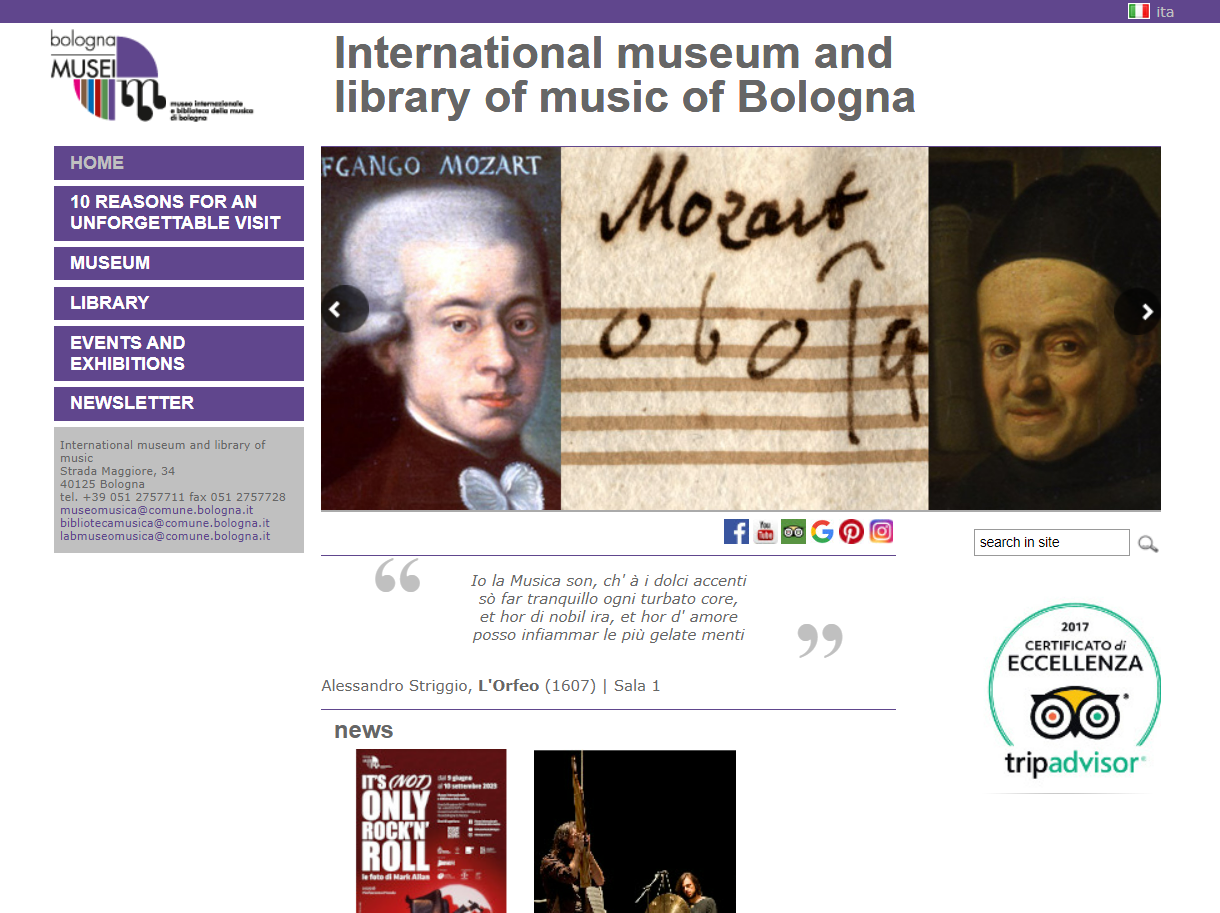 ita
bologna
MUSEI
museo internazionale
e biblioteca della musica
di bologna
International museum and
library of music of Bologna
HOME
10 REASONS FOR AN
UNFORGETTABLE VISIT
MUSEUM
LIBRARY
EVENTS AND
EXHIBITIONS
NEWSLETTER
International museum and library of
music
Strada Maggiore, 34
40125 Bologna
tel. +39 051 2757711 fax 051 2757728
museomusica@comune.bologna.it
bibliotecamusica@comune.bologna.it
labmuseomusica@comune.bologna.it
FGANGO MOZART
Mozart
You
Tube
search in site
“
Io la Musica son, ch' à i dolci accenti
sò far tranquillo ogni turbato core,
et hor di nobil ira, et hor d' amore
posso infiammar le più gelate menti
”
Alessandro Striggio, L'Orfeo (1607) | Sala 1
2017
CERTIFICATO di
ECCELLENZA
tripadvisor®
news
IT'S (NOT)
ONLY
ROCK'N'
ROLL
le foto di Mark Allan
dal 9 giugno
al 10 settembre 2023